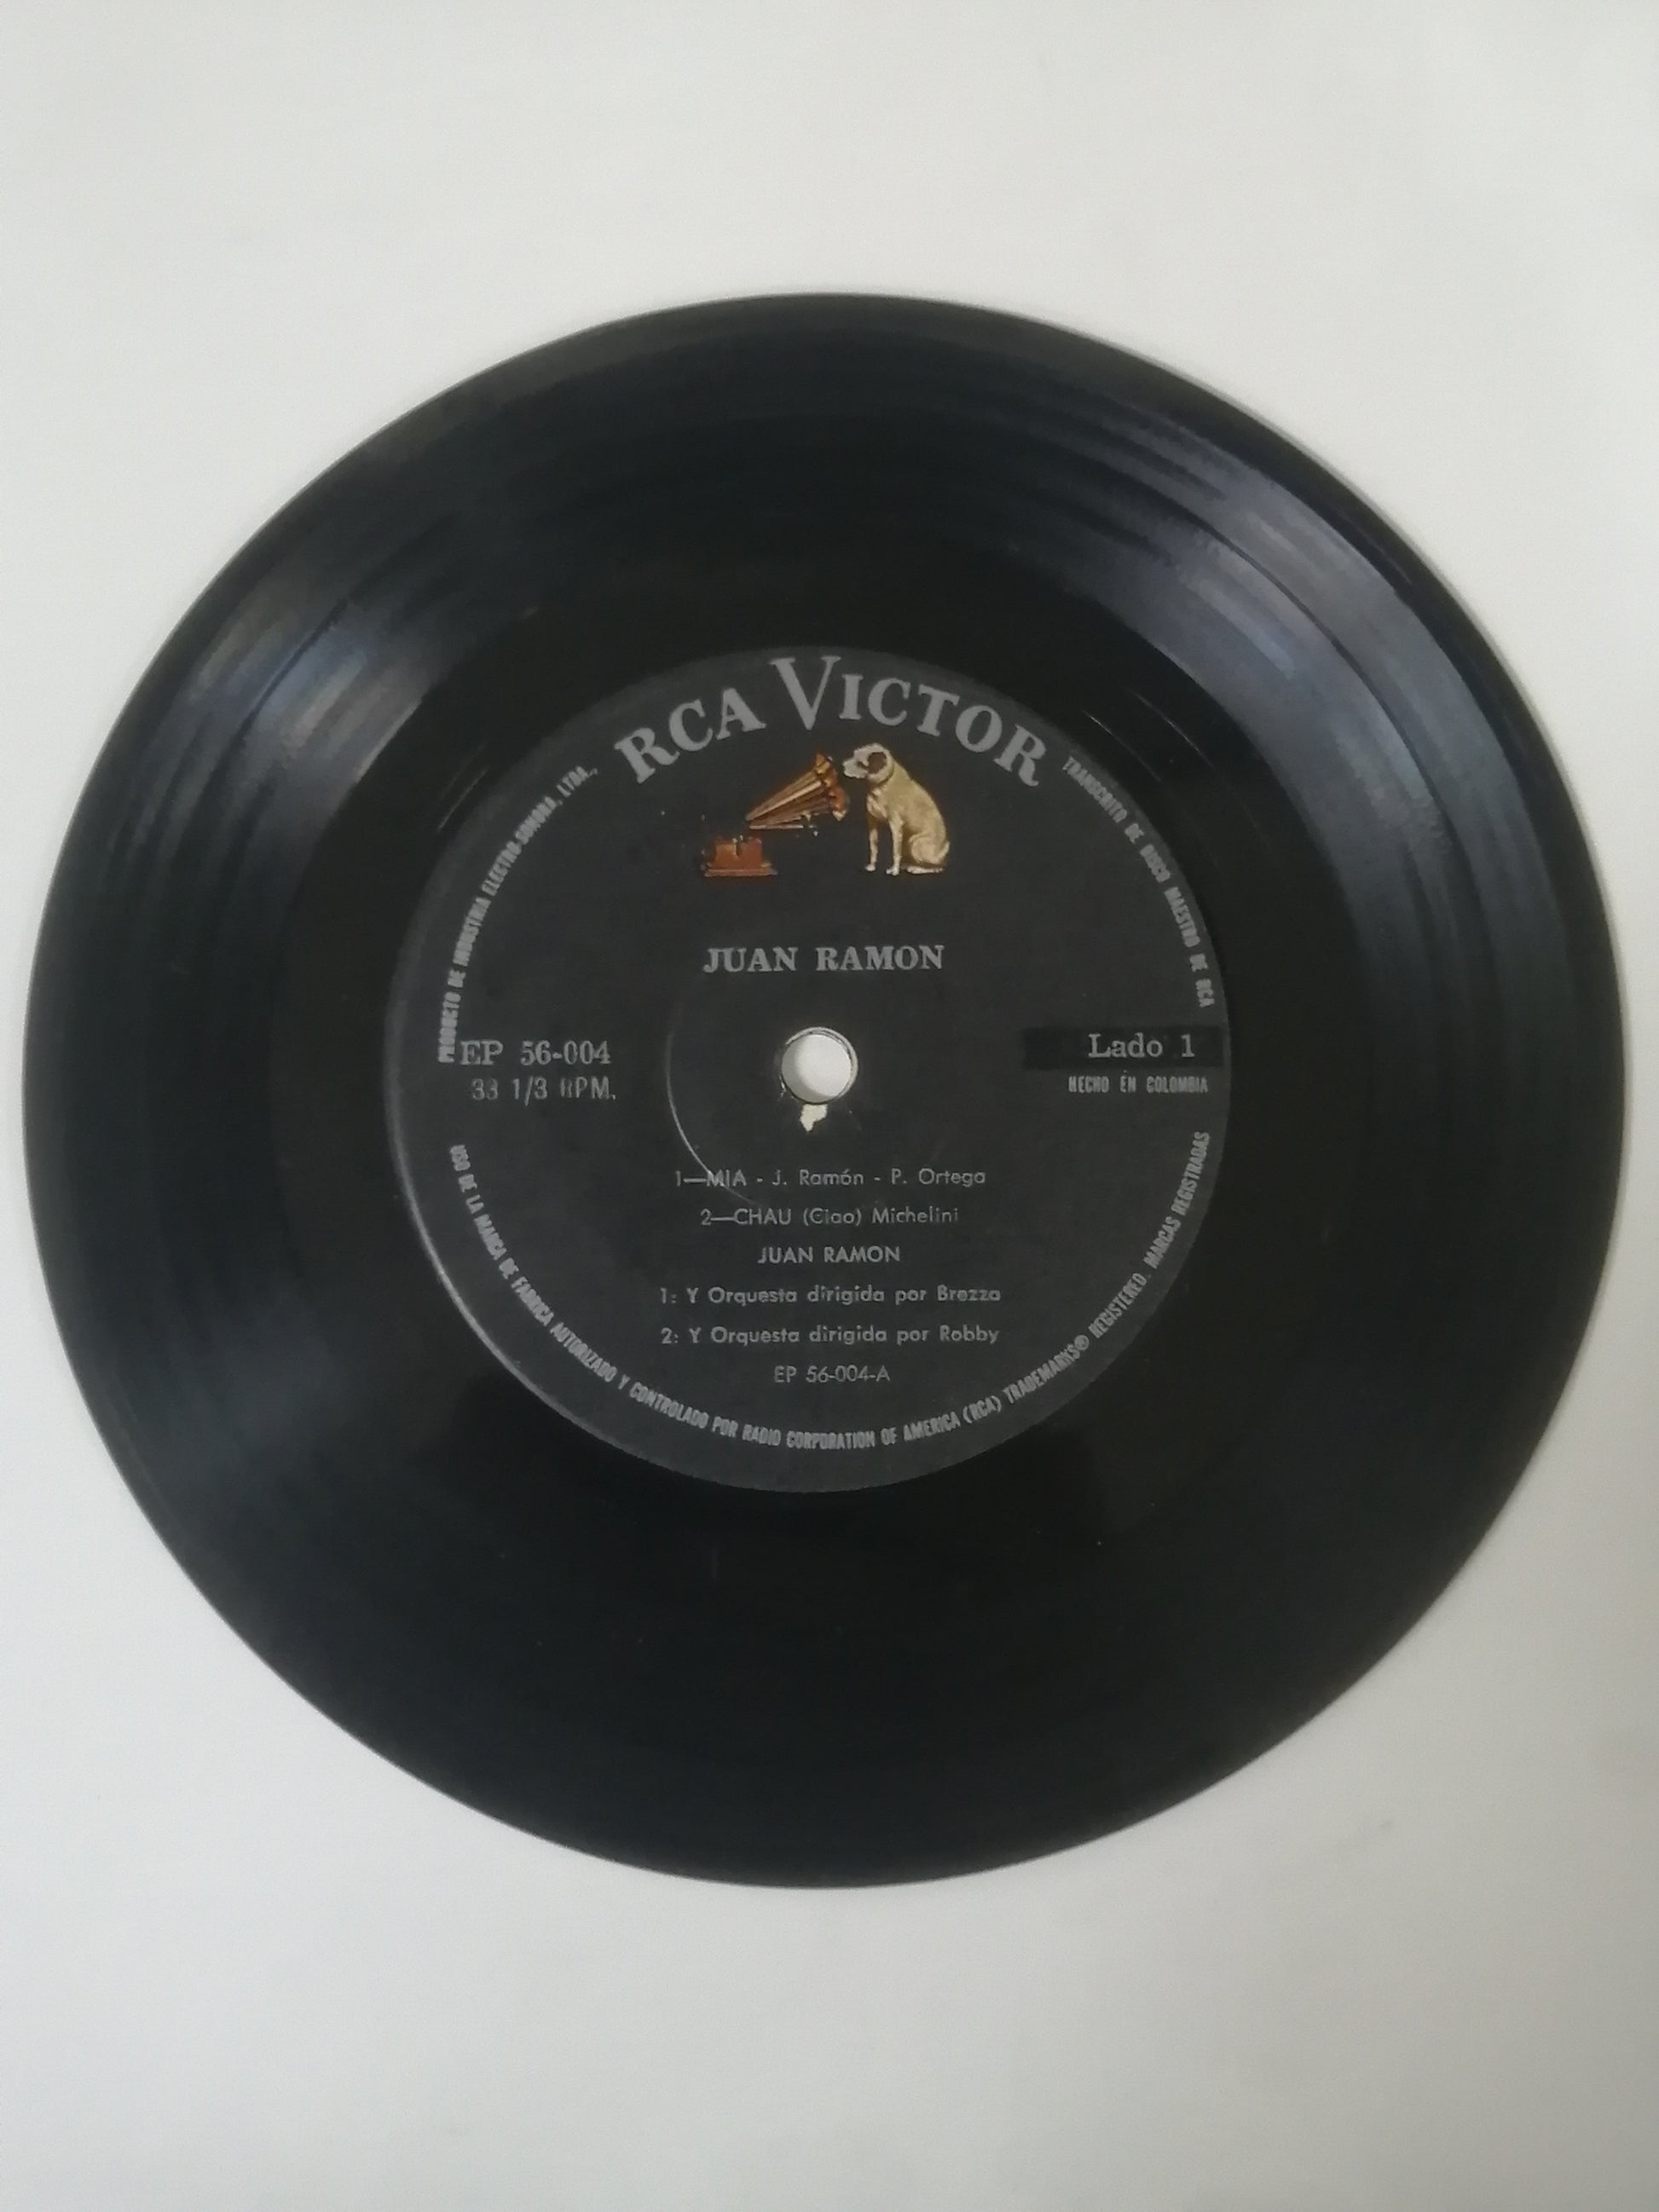 RCA VICTOR
PRODUCTO DE INDUSTRIA ELECTRO-SONORA, LTDA.,
TRANSCRITO DE DISCO MAESTRO DE RCA
JUAN RAMON
EP 56-004
33 1/3 RPM.
Lado 1
HECHO EN COLOMBIA
1—MIA - J. Ramón - P. Ortega
2—CHAU (Ciao) Michelini
JUAN RAMON
1: Y Orquesta dirigida por Brezza
2: Y Orquesta dirigida por Robby
EP 56-004-A
USO DE LA MARCA DE FABRICA AUTORIZADO Y CONTROLADO POR RADIO CORPORATION OF AMERICA (RCA) TRADEMARKS® REGISTERED. MARCAS REGISTRADAS